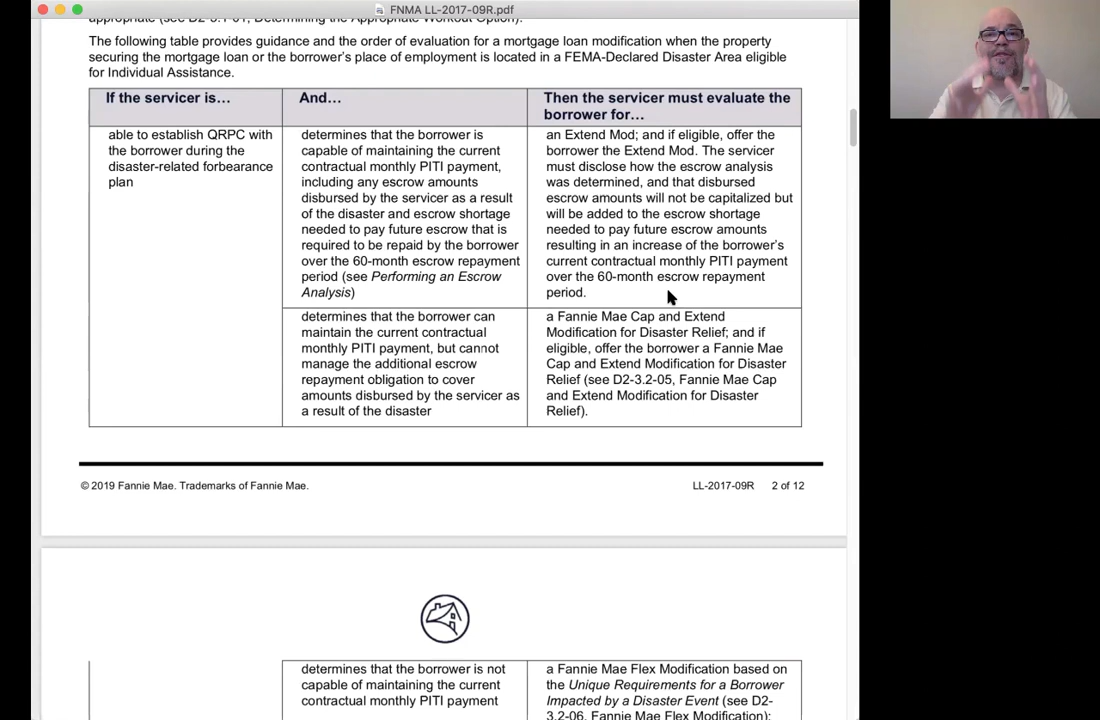 FNMA LL-2017-09R.pdf
appropriate (see D2-3.1-01, Determining the Appropriate Workout Option).
The following table provides guidance and the order of evaluation for a mortgage loan modification when the property
securing the mortgage loan or the borrower's place of employment is located in a FEMA-Declared Disaster Area eligible
for Individual Assistance.
If the servicer is…
And…
Then the servicer must evaluate the
borrower for…
able to establish QRPC with
the borrower during the
disaster-related forbearance
plan
determines that the borrower is
capable of maintaining the current
contractual monthly PITI payment,
including any escrow amounts
disbursed by the servicer as a result
of the disaster and escrow shortage
needed to pay future escrow that is
required to be repaid by the borrower
over the 60-month escrow repayment
period (see Performing an Escrow
Analysis)
an Extend Mod; and if eligible, offer the
borrower the Extend Mod. The servicer
must disclose how the escrow analysis
was determined, and that disbursed
escrow amounts will not be capitalized but
will be added to the escrow shortage
needed to pay future escrow amounts
resulting in an increase of the borrower's
current contractual monthly PITI payment
over the 60-month escrow repayment
period.
determines that the borrower can
maintain the current contractual
monthly PITI payment, but cannot
manage the additional escrow
repayment obligation to cover
amounts disbursed by the servicer as
a result of the disaster
a Fannie Mae Cap and Extend
Modification for Disaster Relief; and if
eligible, offer the borrower a Fannie Mae
Cap and Extend Modification for Disaster
Relief (see D2-3.2-05, Fannie Mae Cap
and Extend Modification for Disaster
Relief).
© 2019 Fannie Mae. Trademarks of Fannie Mae.
LL-2017-09R 2 of 12
determines that the borrower is not
capable of maintaining the current
contractual monthly PITI payment
a Fannie Mae Flex Modification based on
the Unique Requirements for a Borrower
Impacted by a Disaster Event (see D2-
3.2-06, Fannie Mae Flex Modification);